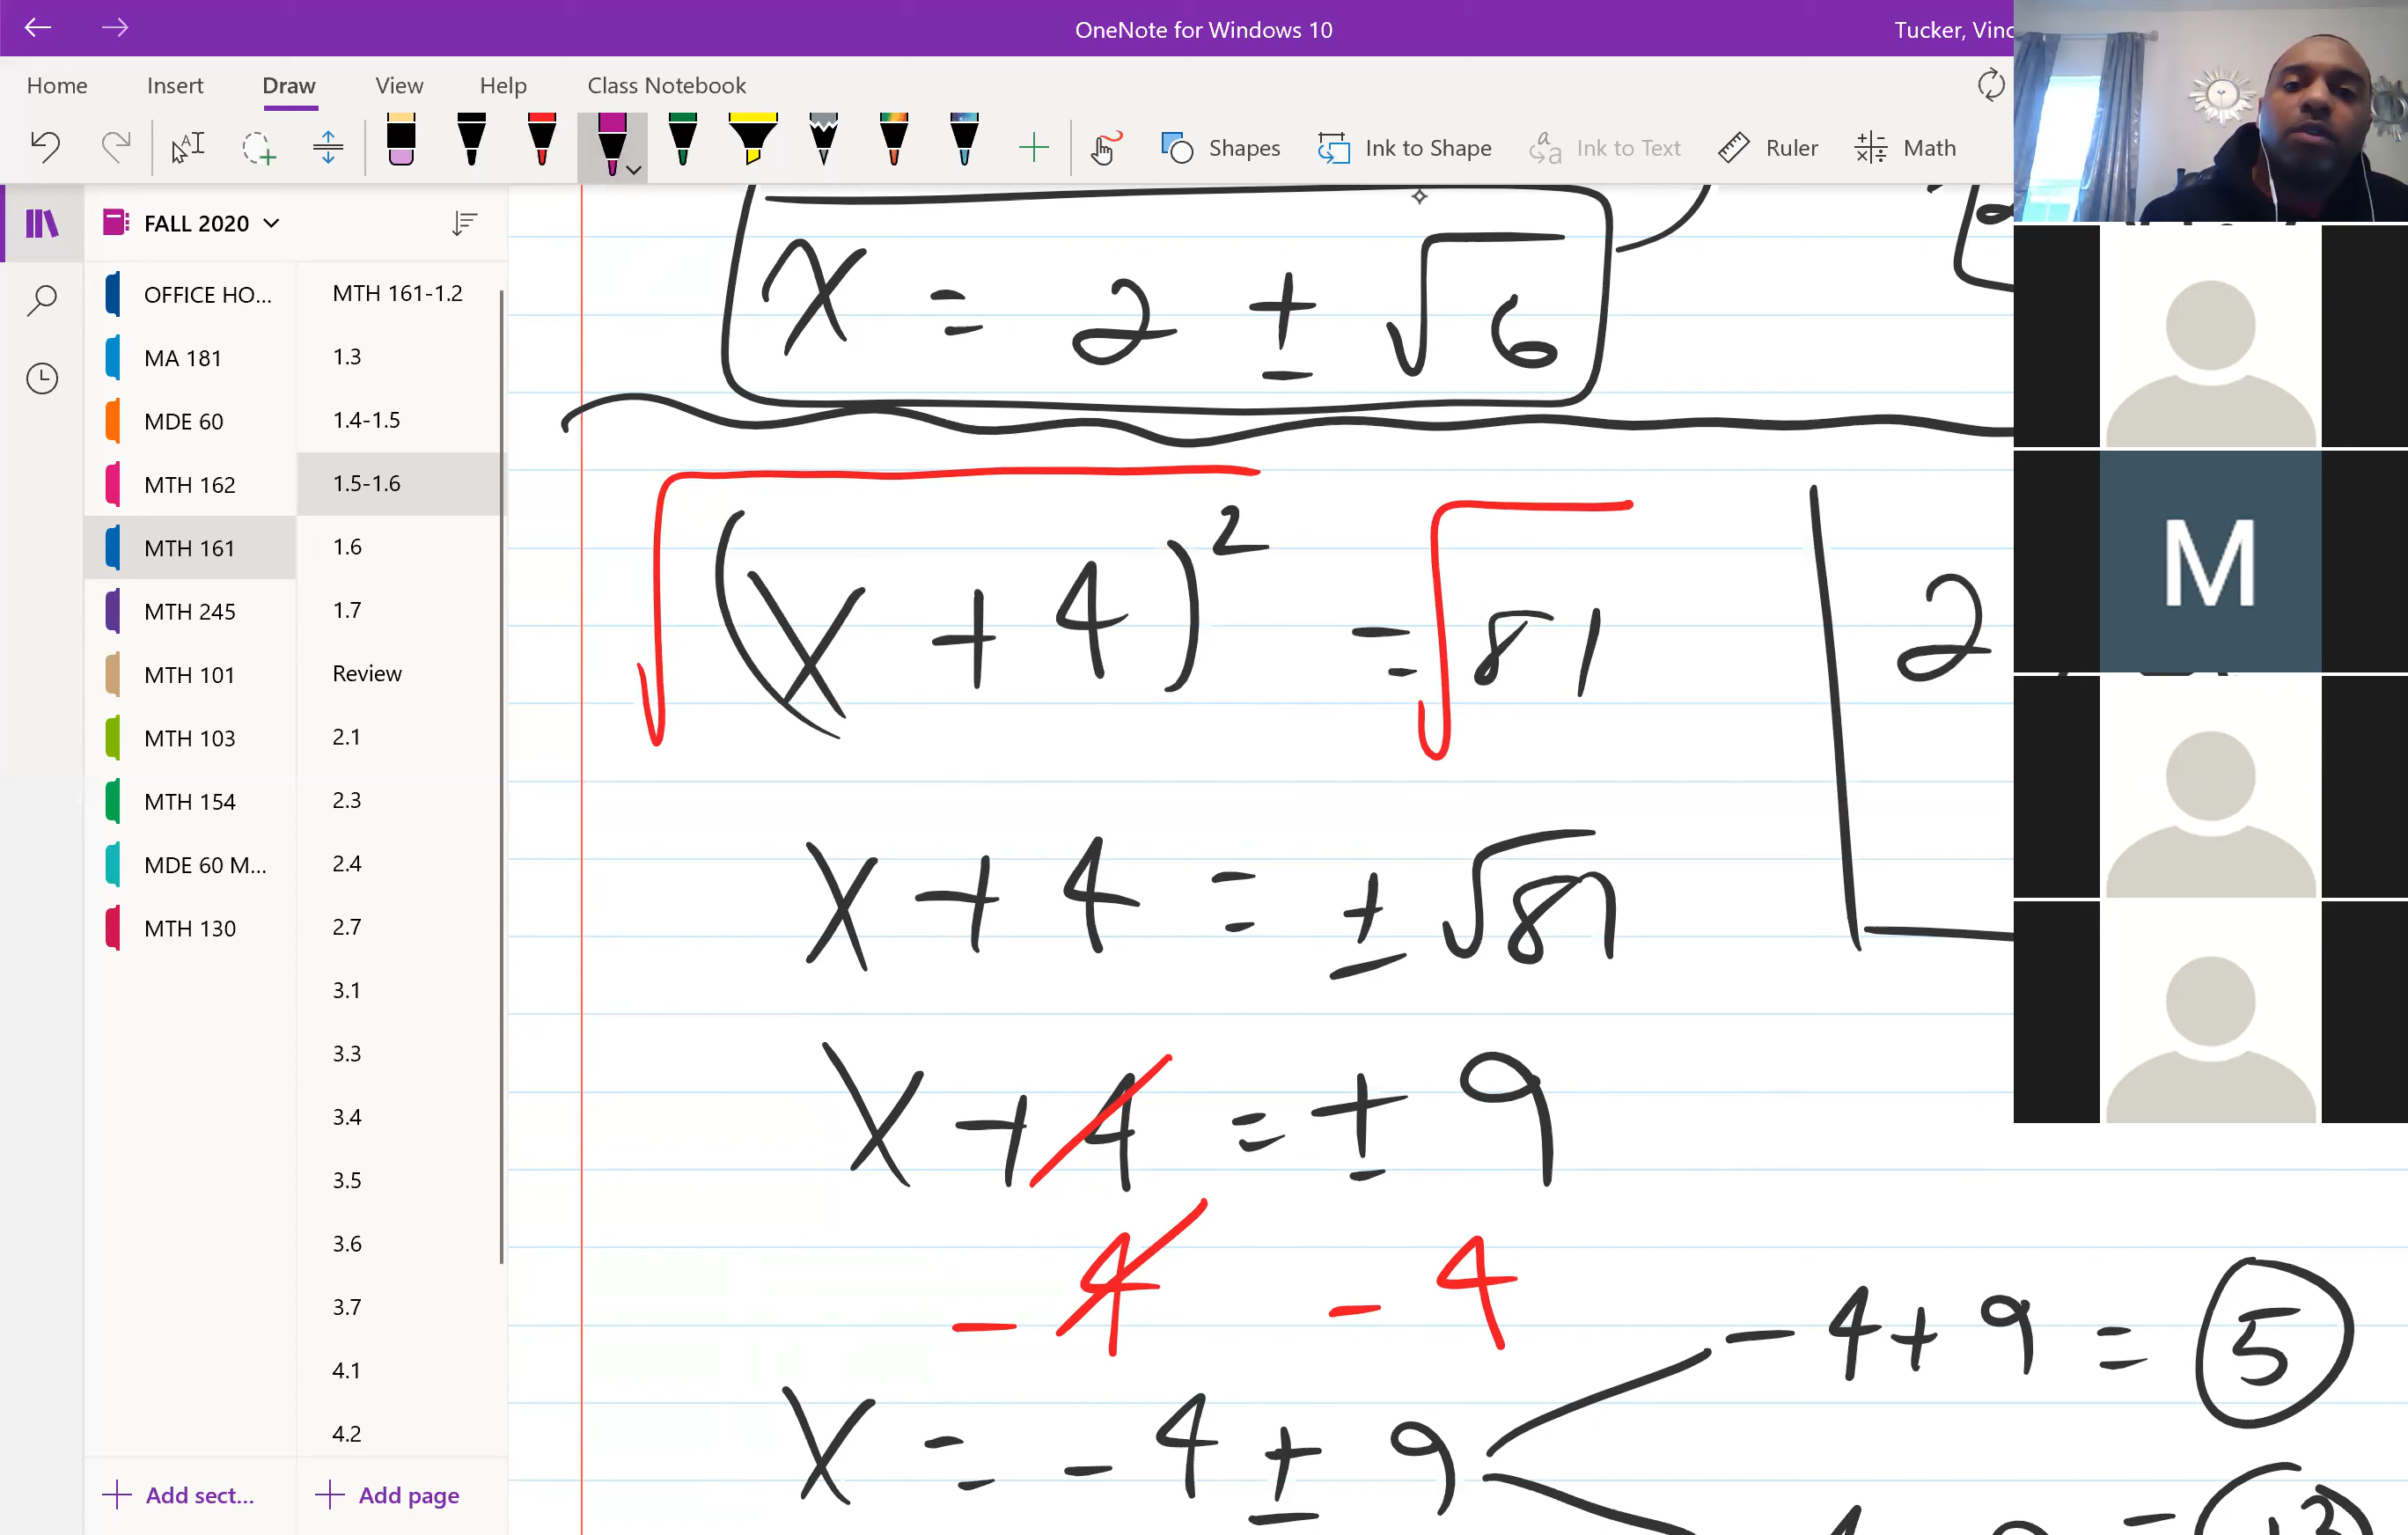 OneNote for Windows 10
Tucker, Vinc
Home Insert Draw View Help Class Notebook
Shapes Ink to Shape Ink to Text Ruler Math
FALL 2020
OFFICE HO...
MA 181
MDE 60
MTH 162
MTH 161
MTH 245
MTH 101
MTH 103
MTH 154
MDE 60 M...
MTH 130
Add sect...
MTH 161-1.2
1.3
1.4-1.5
1.5-1.6
1.6
1.7
Review
2.1
2.3
2.4
2.7
3.1
3.3
3.4
3.5
3.6
3.7
4.1
4.2
Add page
x = 2 ± √6
√(x + 4)² = √81
2
x + 4 = ± √81
x + 4 = ± 9
- 4 - 4
- 4 + 9 = 5
x = - 4 ± 9
M